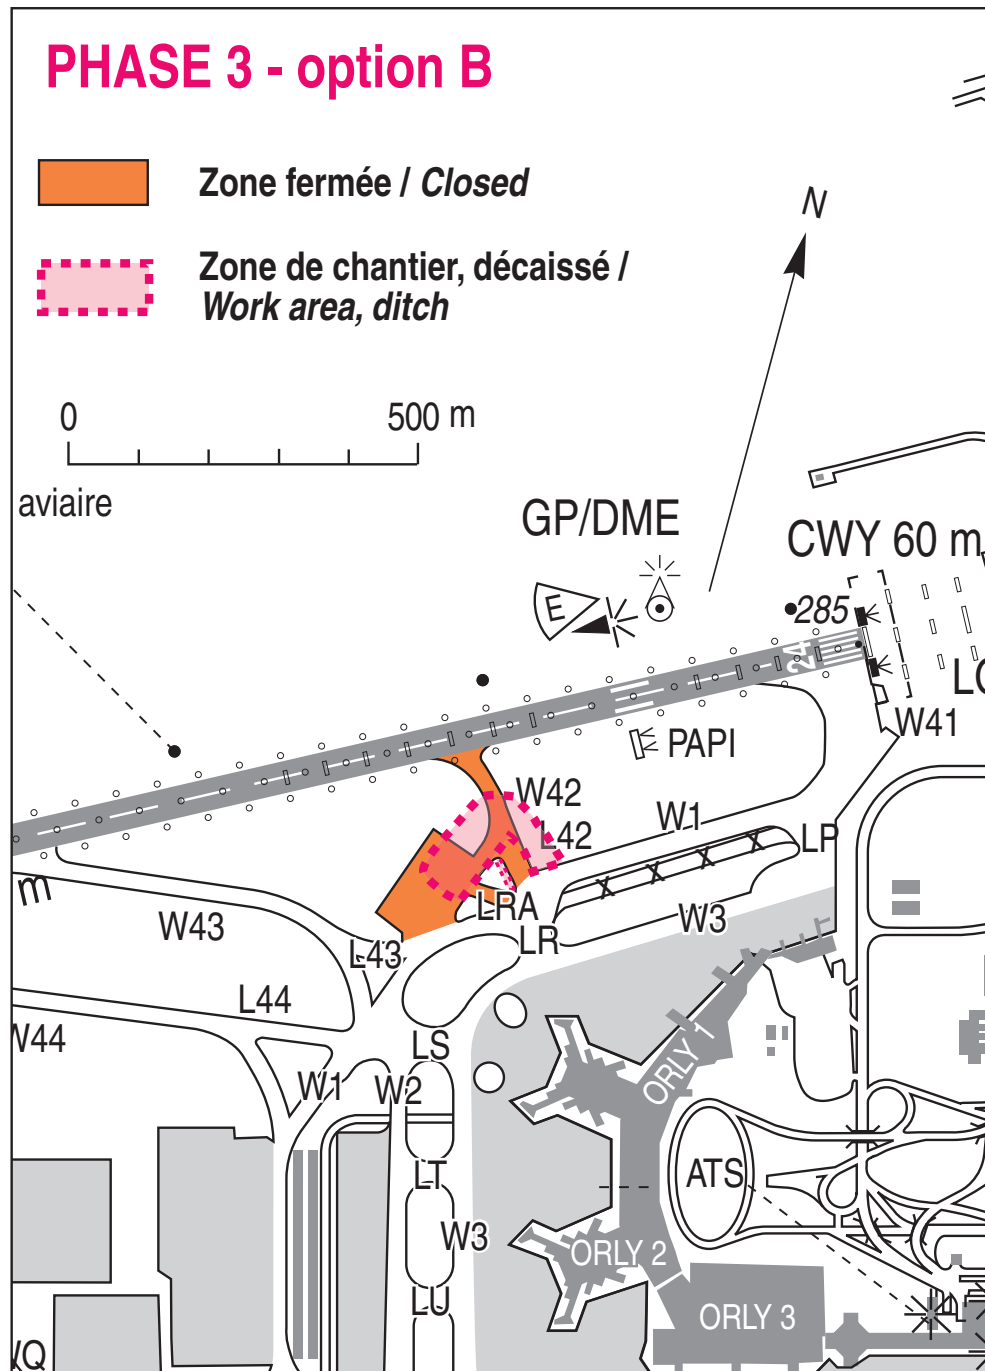 PHASE 3 - option B
Zone fermée / Closed
Zone de chantier, décaissé /
Work area, ditch
N
0
500 m
aviaire
GP/DME
CWY 60 m
E
285
24
W41
PAPI
W42
L42
W1
LP
m
LRA
W3
W43
LR
L43
L44
W44
LS
ORLY 1
W1
W2
LT
ATS
W3
ORLY 2
LU
ORLY 3